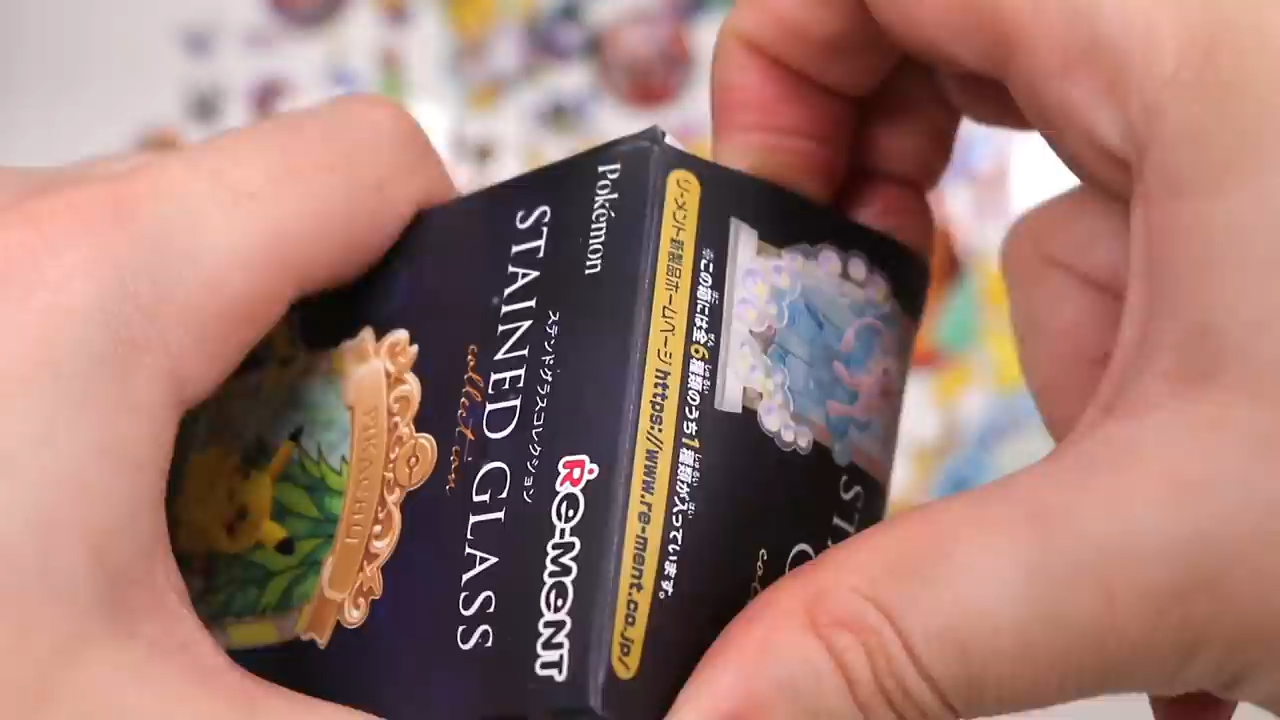 Pokémon
STAINED GLASS
collection
ステンドグラスコレクション
Re-MENT
PIKACHU
リーメント新製品ホームページ https://www.re-ment.co.jp/
※この箱には全6種類のうち1種類が入っています。